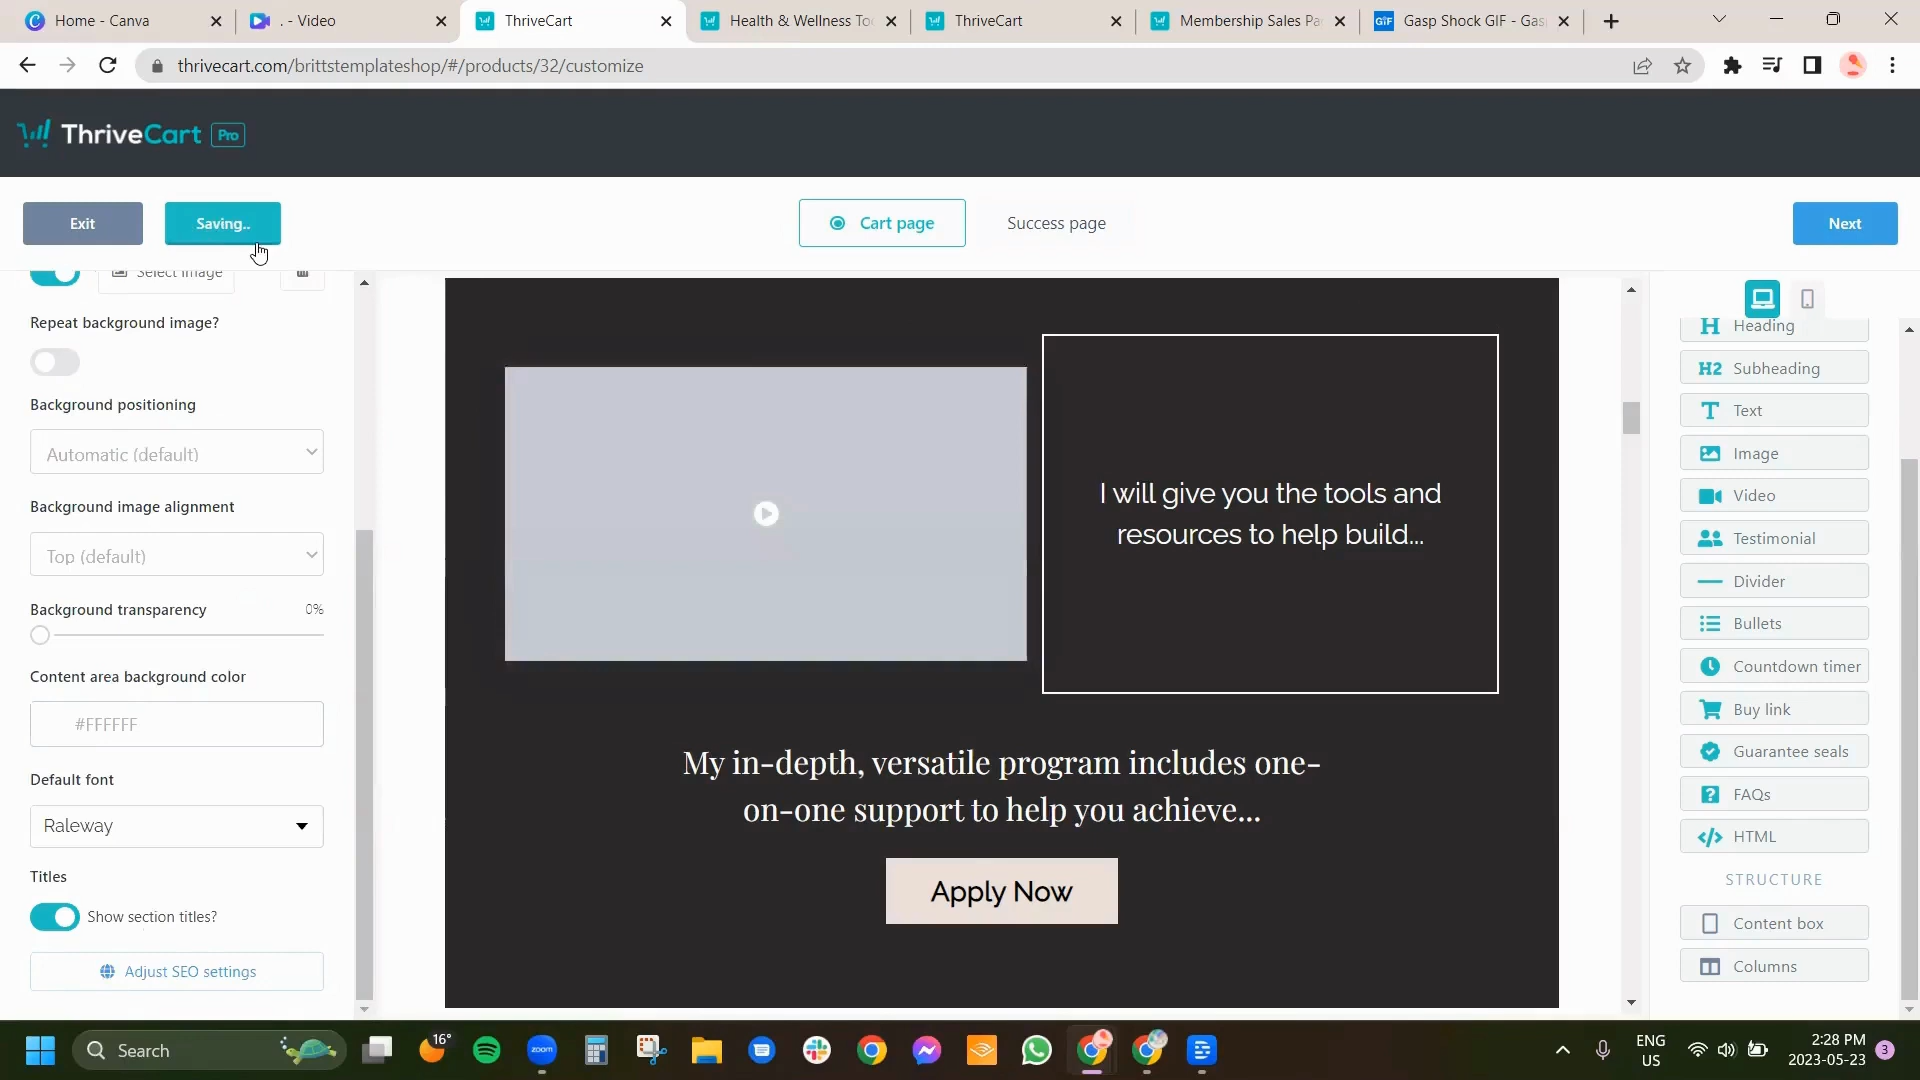 Home - Canva
. - Video
ThriveCart
Health & Wellness To
ThriveCart
Membership Sales Pa
GIF
Gasp Shock GIF - Gas
thrivecart.com/brittstemplateshop/#/products/32/customize
ThriveCart Pro
Exit
Saving..
Cart page
Success page
Next
Select image
Repeat background image?
Background positioning
Automatic (default)
Background image alignment
Top (default)
Background transparency 0%
Content area background color
#FFFFFF
Default font
Raleway
Titles
Show section titles?
Adjust SEO settings
I will give you the tools and
resources to help build...
My in-depth, versatile program includes one-
on-one support to help you achieve...
Apply Now
H Heading
H2 Subheading
T Text
Image
Video
Testimonial
Divider
Bullets
Countdown timer
Buy link
Guarantee seals
? FAQs
</> HTML
STRUCTURE
Content box
Columns
Search
16°
zoom
ENG
US
2:28 PM
2023-05-23
3